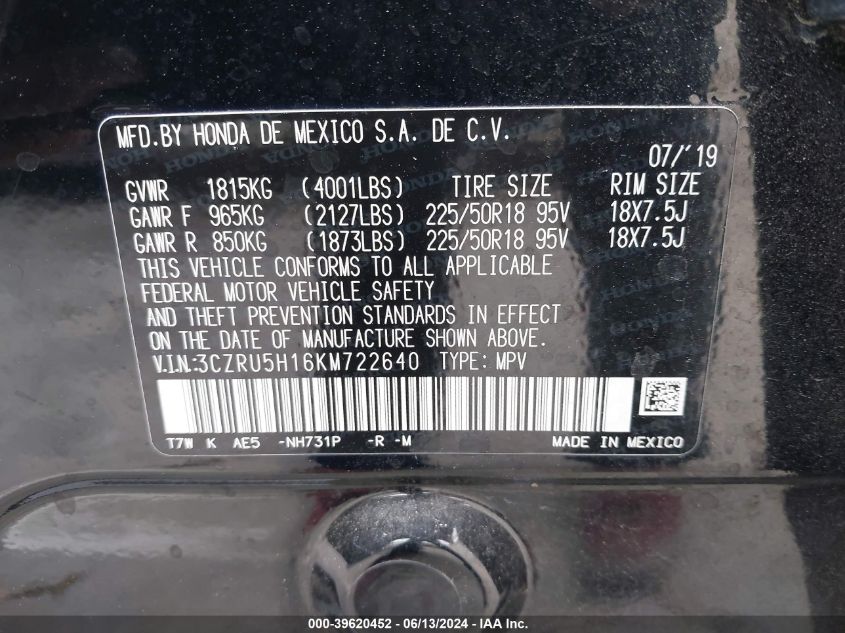 MFD.BY HONDA DE MEXICO S.A. DE C.V.
07/'19
GVWR 1815KG (4001LBS) TIRE SIZE RIM SIZE
GAWR F 965KG (2127LBS) 225/50R18 95V 18X7.5J
GAWR R 850KG (1873LBS) 225/50R18 95V 18X7.5J
THIS VEHICLE CONFORMS TO ALL APPLICABLE
FEDERAL MOTOR VEHICLE SAFETY
AND THEFT PREVENTION STANDARDS IN EFFECT
ON THE DATE OF MANUFACTURE SHOWN ABOVE.
V.I.N.:3CZRU5H16KM722640 TYPE: MPV
T7W K AE5 -NH731P -R -M MADE IN MEXICO
000-39620452 - 06/13/2024 - IAA Inc.